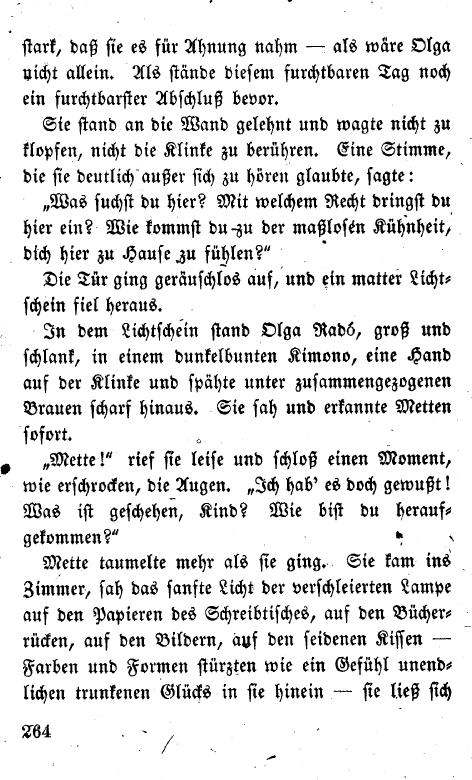 stark, daß sie es für Ahnung nahm — als wäre Olga
nicht allein. Als stände diesem furchtbaren Tag noch
ein furchtbarster Abschluß bevor.
Sie stand an die Wand gelehnt und wagte nicht zu
klopfen, nicht die Klinke zu berühren. Eine Stimme,
die sie deutlich außer sich zu hören glaubte, sagte:
„Was suchst du hier? Mit welchem Recht dringst du
hier ein? Wie kommst du zu der maßlosen Kühnheit,
dich hier zu Hause zu fühlen?“
Die Tür ging geräuschlos auf, und ein matter Licht-
schein fiel heraus.
In dem Lichtschein stand Olga Radó, groß und
schlank, in einem dunkelbunten Kimono, eine Hand
auf der Klinke und spähte unter zusammengezogenen
Brauen scharf hinaus. Sie sah und erkannte Metten
sofort.
„Mette!“ rief sie leise und schloß einen Moment,
wie erschrocken, die Augen. „Ich hab' es doch gewußt!
Was ist geschehen, Kind? Wie bist du herauf-
gekommen?“
Mette taumelte mehr als sie ging. Sie kam ins
Zimmer, sah das sanfte Licht der verschleierten Lampe
auf den Papieren des Schreibtisches, auf den Bücher-
rücken, auf den Bildern, auf den seidenen Kissen —
Farben und Formen stürzten wie ein Gefühl unend-
lichen trunkenen Glücks in sie hinein — sie ließ sich
264